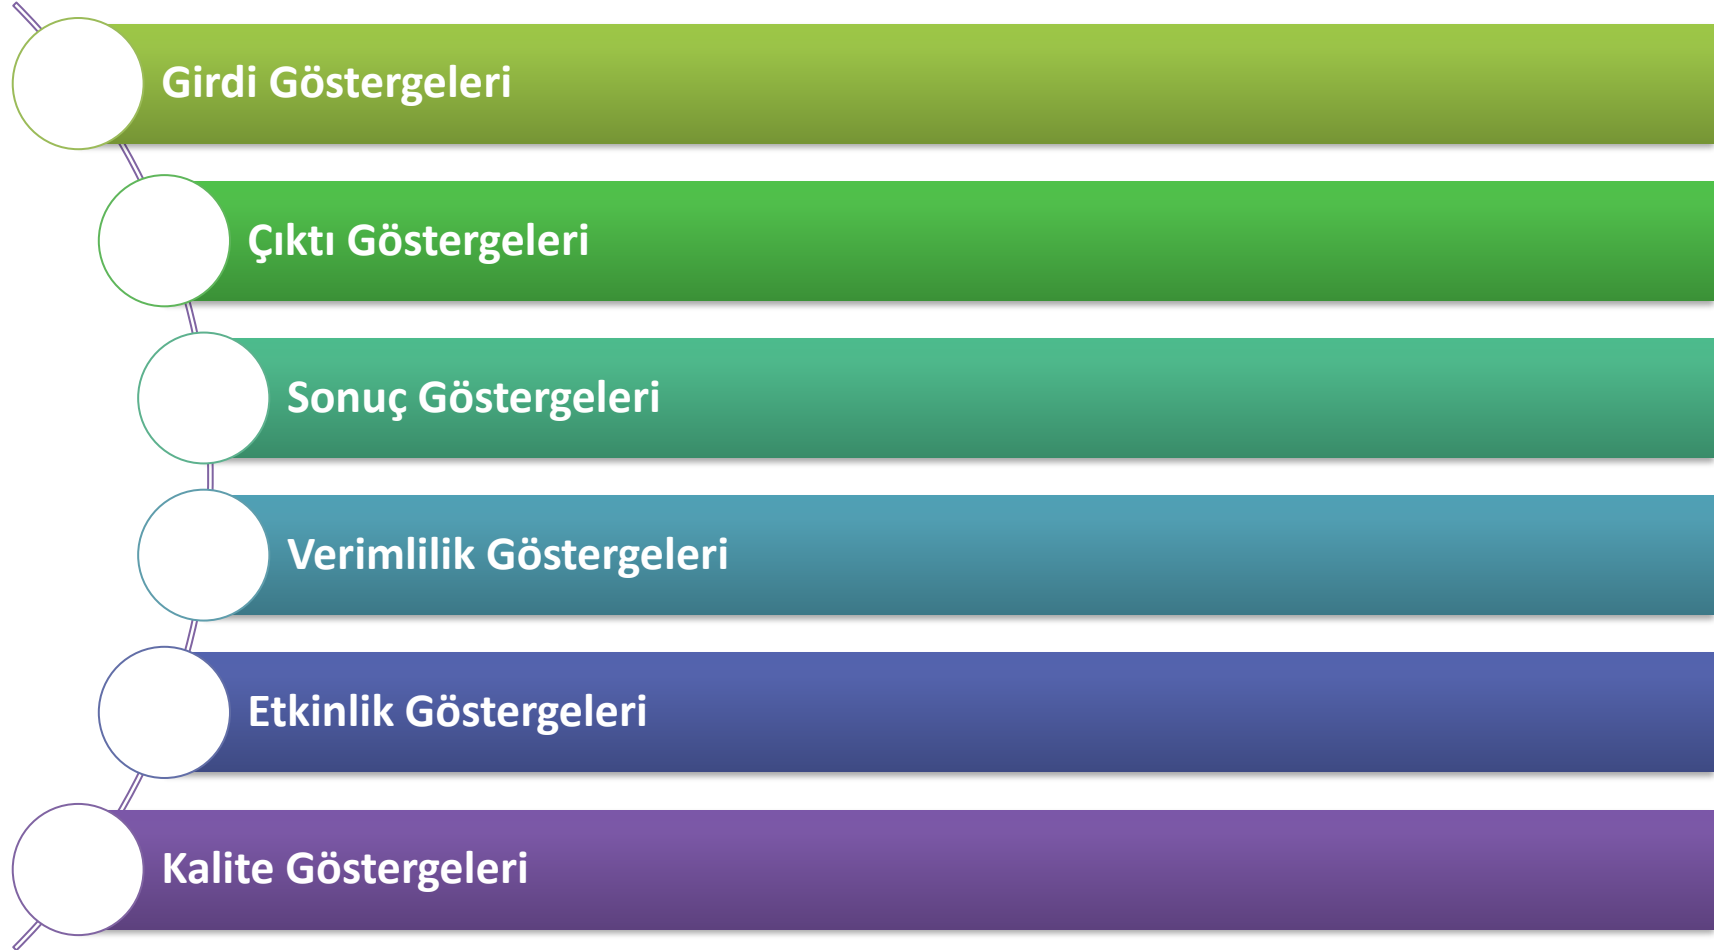 Girdi Göstergeleri
Çıktı Göstergeleri
Sonuç Göstergeleri
Verimlilik Göstergeleri
Etkinlik Göstergeleri
Kalite Göstergeleri